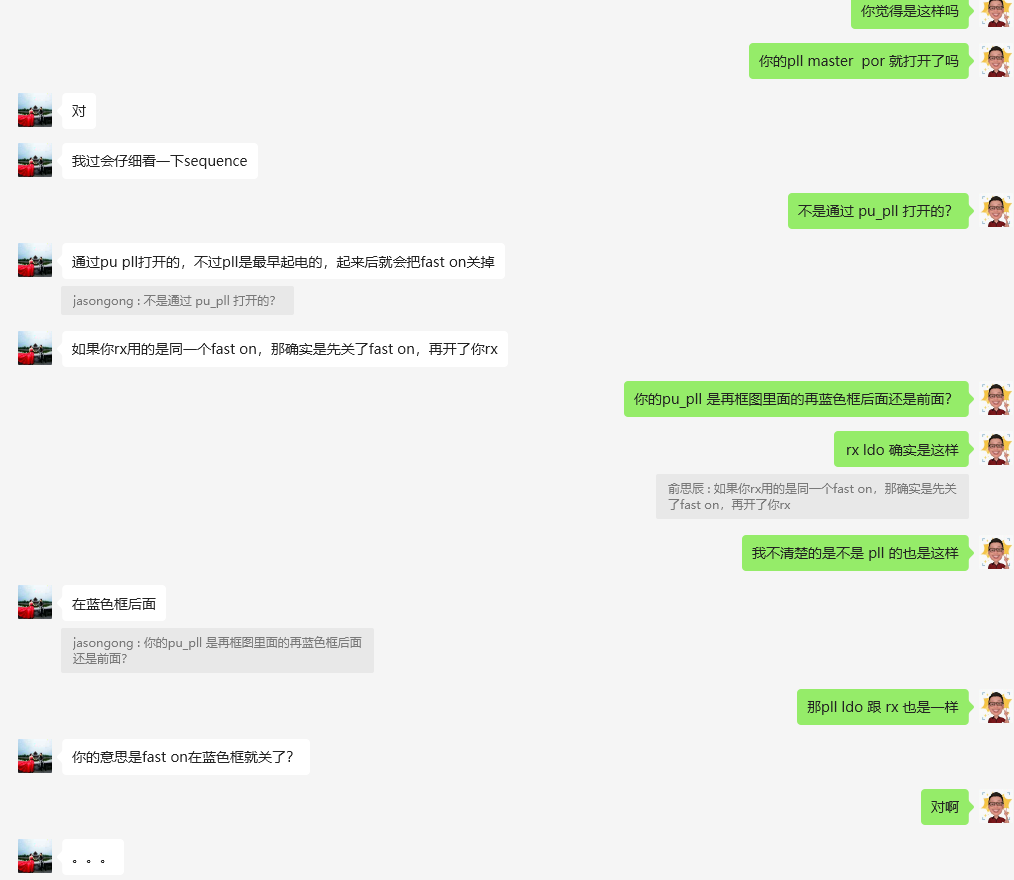 你觉得是这样吗
你的pll master  por 就打开了吗
对
我过会仔细看一下sequence
不是通过 pu_pll 打开的？
通过pu pll打开的，不过pll是最早起电的，起来后就会把fast on关掉
jasongong : 不是通过 pu_pll 打开的？
如果你rx用的是同一个fast on，那确实是先关了fast on，再开了你rx
你的pu_pll 是再框图里面的再蓝色框后面还是前面？
rx ldo 确实是这样
俞思辰 : 如果你rx用的是同一个fast on，那确实是先关
了fast on，再开了你rx
我不清楚的是不是 pll 的也是这样
在蓝色框后面
jasongong : 你的pu_pll 是再框图里面的再蓝色框后面
还是前面？
那pll ldo 跟 rx 也是一样
你的意思是fast on在蓝色框就关了？
对啊
。。。